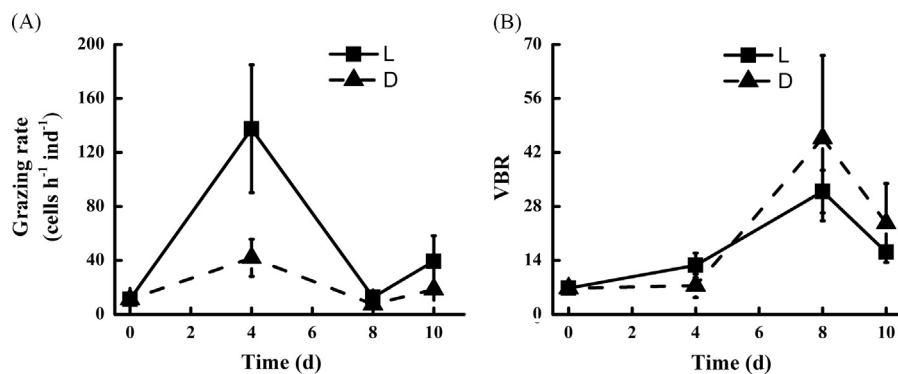 (A)
200
160
120
80
40
0
Grazing rate
(cells h⁻¹ ind⁻¹)
L
D
0 2 4 6 8 10
Time (d)
(B)
70
56
42
28
14
0
VBR
L
D
0 2 4 6 8 10
Time (d)